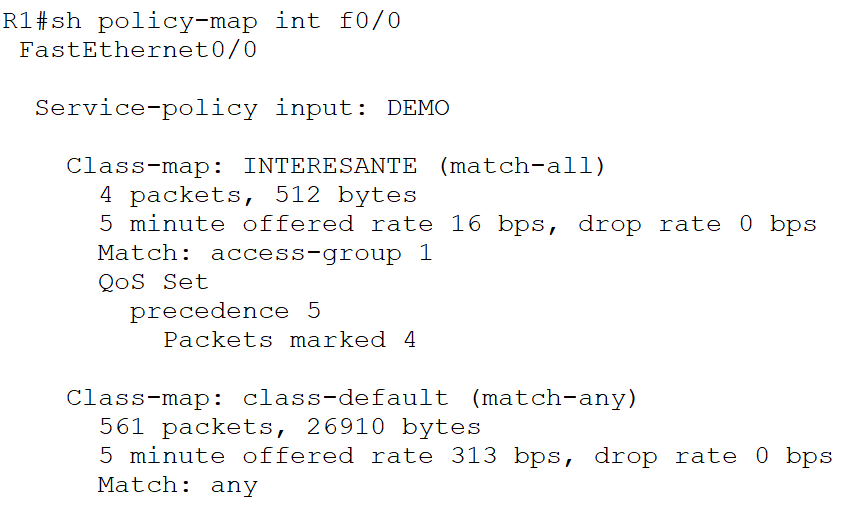 R1#sh policy-map int f0/0
FastEthernet0/0
Service-policy input: DEMO
Class-map: INTERESANTE (match-all)
4 packets, 512 bytes
5 minute offered rate 16 bps, drop rate 0 bps
Match: access-group 1
QoS Set
precedence 5
Packets marked 4
Class-map: class-default (match-any)
561 packets, 26910 bytes
5 minute offered rate 313 bps, drop rate 0 bps
Match: any